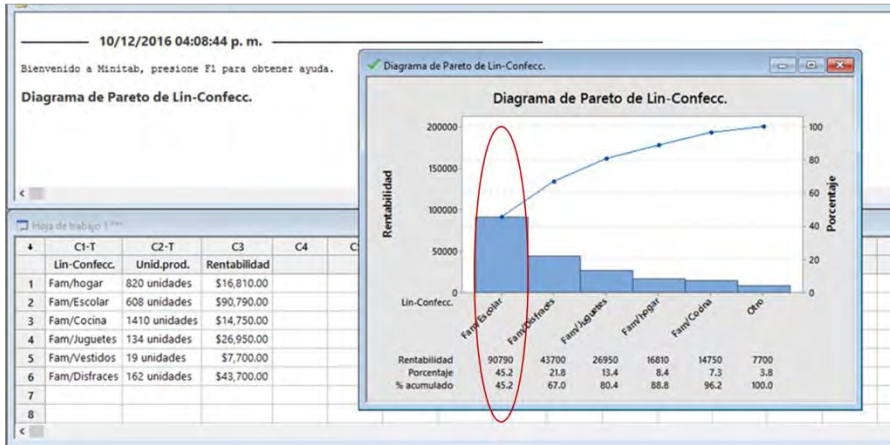 10/12/2016 04:08:44 p. m.
Bienvenido a Minitab, presione F1 para obtener ayuda.
Diagrama de Pareto de Lin-Confecc.
Diagrama de Pareto de Lin-Confecc.
Diagrama de Pareto de Lin-Confecc.
200000
150000
100000
50000
0
Rentabilidad
100
80
60
40
20
0
Porcentaje
Lin-Confecc. Fam/Escolar Fam/Disfraces Fam/Juguetes Fam/hogar Fam/Cocina Otro
Rentabilidad 90790 43700 26950 16810 14750 7700
Porcentaje 45.2 21.8 13.4 8.4 7.3 3.8
% acumulado 45.2 67.0 80.4 88.8 96.2 100.0
Hoja de trabajo 1 ***
C1-T C2-T C3 C4
Lin-Confecc. Unid.prod. Rentabilidad
1 Fam/hogar 820 unidades $16,810.00
2 Fam/Escolar 608 unidades $90,790.00
3 Fam/Cocina 1410 unidades $14,750.00
4 Fam/Juguetes 134 unidades $26,950.00
5 Fam/Vestidos 19 unidades $7,700.00
6 Fam/Disfraces 162 unidades $43,700.00
7
8